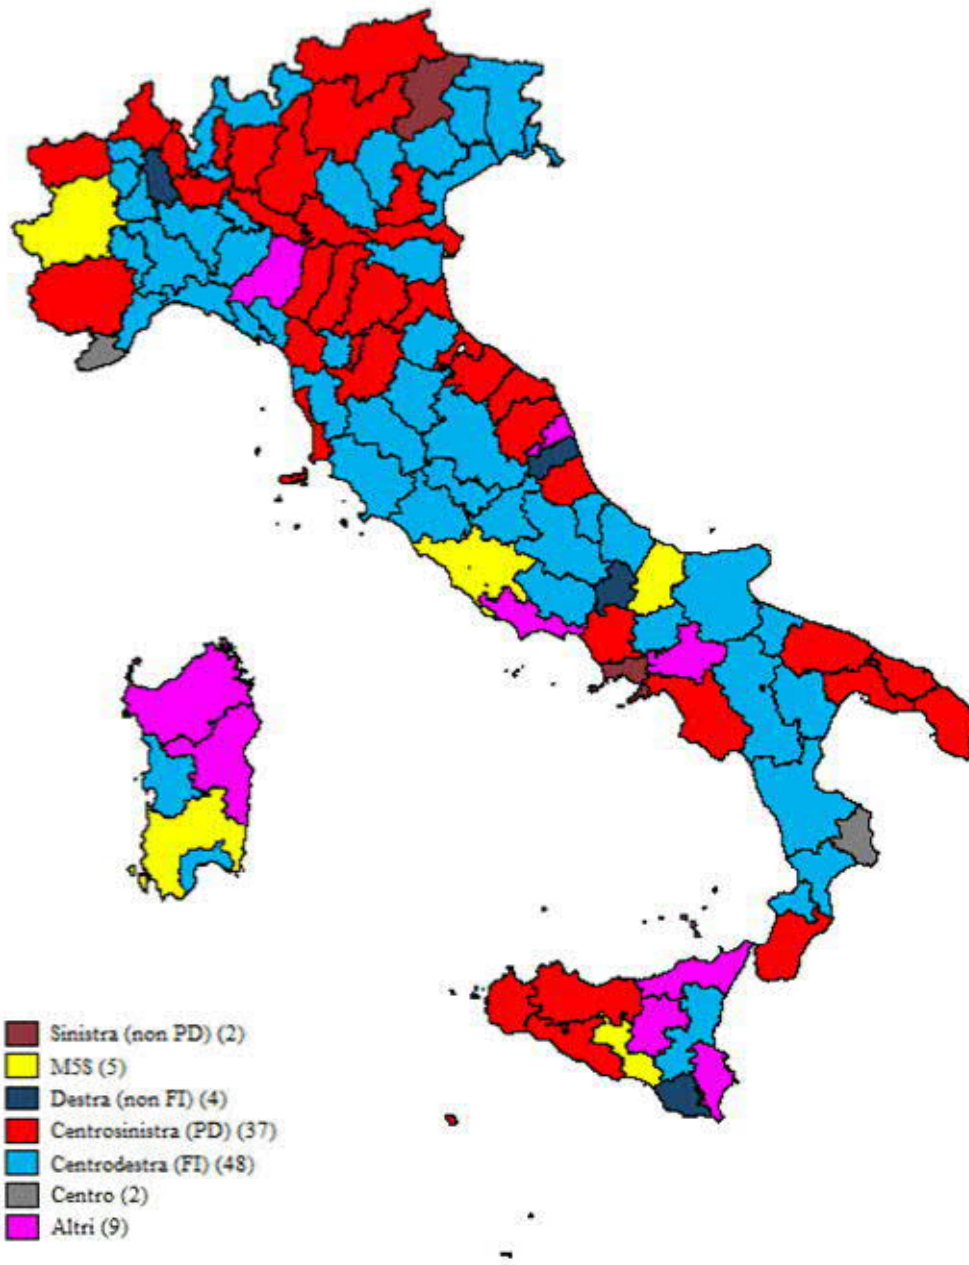 Sinistra (non PD) (2)
M5S (5)
Destra (non FI) (4)
Centrosinistra (PD) (37)
Centrodestra (FI) (48)
Centro (2)
Altri (9)